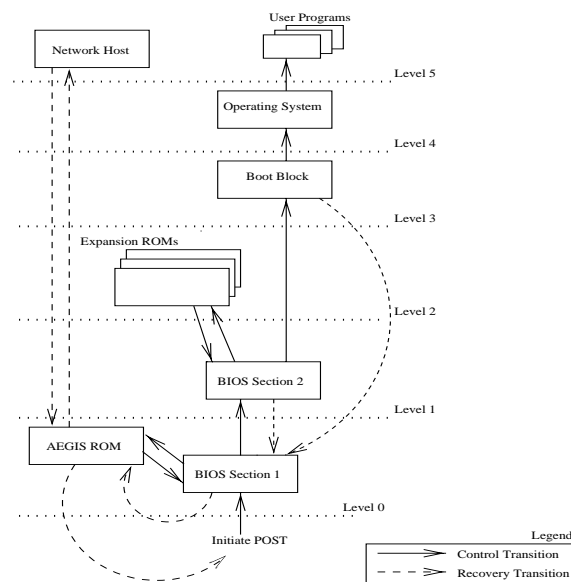 User Programs
Network Host
Level 5
Operating System
Level 4
Boot Block
Level 3
Expansion ROMs
Level 2
BIOS Section 2
Level 1
AEGIS ROM
BIOS Section 1
Level 0
Initiate POST
Legend
Control Transition
Recovery Transition